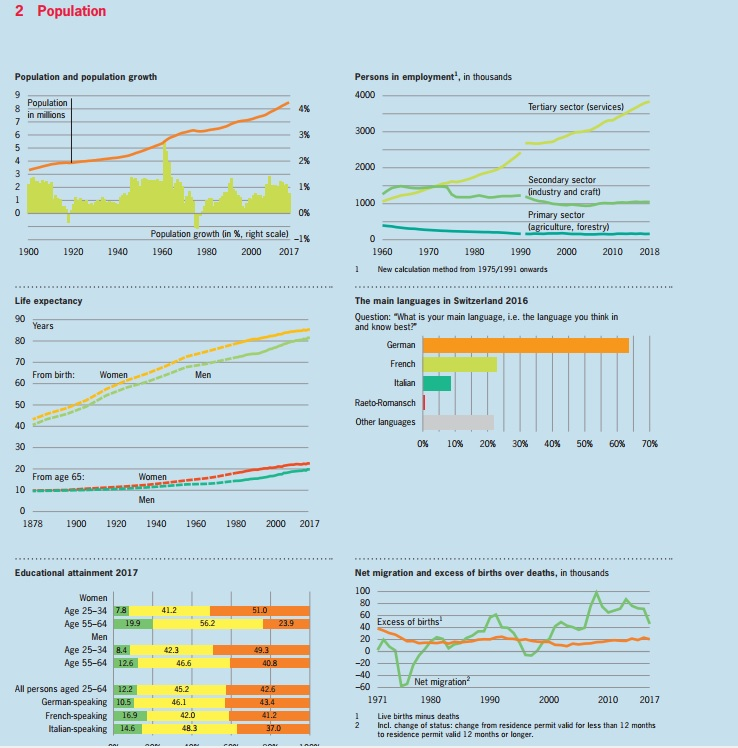 2 Population
Population and population growth
9
8
7
6
5
4
3
2
1
0
Population
in millions
4%
3%
2%
1%
0%
–1%
Population growth (in %, right scale)
1900 1920 1940 1960 1980 2000 2017
Persons in employment¹, in thousands
4000
3000
2000
1000
0
Tertiary sector (services)
Secondary sector
(industry and craft)
Primary sector
(agriculture, forestry)
1960 1970 1980 1990 2000 2010 2018
1 New calculation method from 1975/1991 onwards
Life expectancy
90
80
70
60
50
40
30
20
10
0
Years
From birth: Women Men
From age 65: Women
Men
1878 1900 1920 1940 1960 1980 2000 2017
The main languages in Switzerland 2016
Question: “What is your main language, i.e. the language you think in
and know best?”
German
French
Italian
Raeto-Romansch
Other languages
0% 10% 20% 30% 40% 50% 60% 70%
Educational attainment 2017
Women
Age 25–34 7.8 41.2 51.0
Age 55–64 19.9 56.2 23.9
Men
Age 25–34 8.4 42.3 49.3
Age 55–64 12.6 46.6 40.8
All persons aged 25–64 12.2 45.2 42.6
German-speaking 10.5 46.1 43.4
French-speaking 16.9 42.0 41.2
Italian-speaking 14.6 48.3 37.0
Net migration and excess of births over deaths, in thousands
100
80
60
40
20
0
–20
–40
–60
Excess of births¹
Net migration²
1971 1980 1990 2000 2010 2017
1 Live births minus deaths
2 Incl. change of status: change from residence permit valid for less than 12 months
to residence permit valid 12 months or longer.